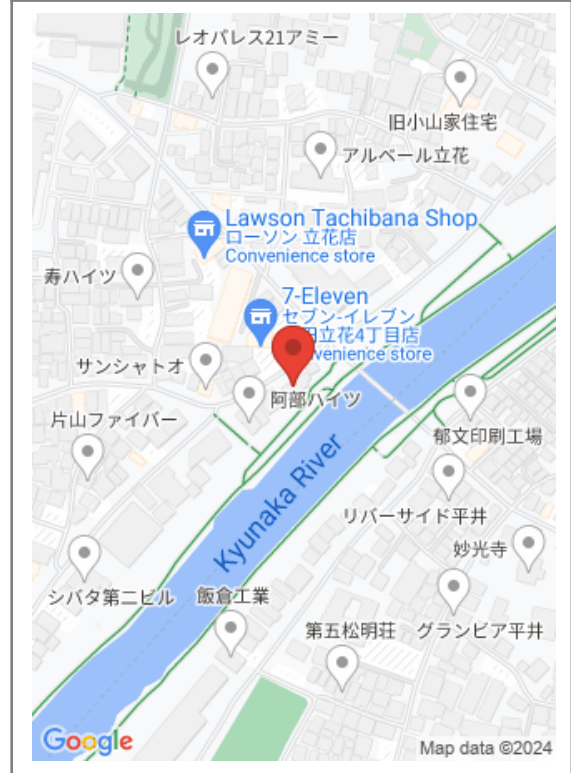 レオパレス21アミー
旧小山家住宅
アルベール立花
Lawson Tachibana Shop
ローソン 立花店
Convenience store
寿ハイツ
7-Eleven
セブン-イレブン
田立花4丁目店
store
サンシャトオ
阿部ハイツ
片山ファイバー
郁文印刷工場
Kyunaka River
リバーサイド平井
妙光寺
シバタ第二ビル
飯倉工業
第五松明荘
グランビア平井
Google
Map data ©2024